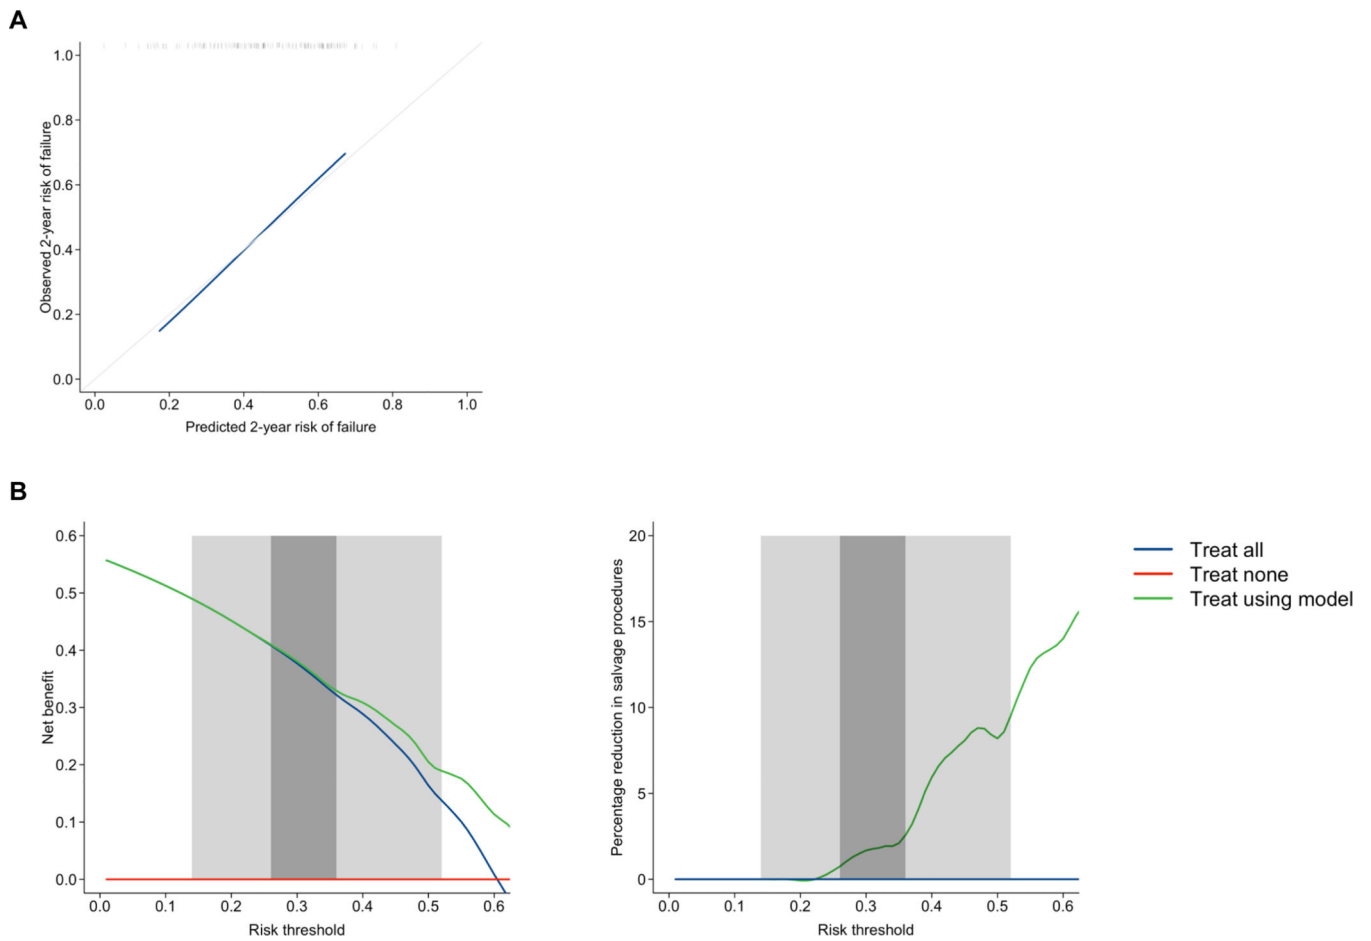 A
Observed 2-year risk of failure
1.0
0.8
0.6
0.4
0.2
0.0
0.0 0.2 0.4 0.6 0.8 1.0
Predicted 2-year risk of failure
B
Net benefit
0.6
0.5
0.4
0.3
0.2
0.1
0.0
0.0 0.1 0.2 0.3 0.4 0.5 0.6
Risk threshold
Percentage reduction in salvage procedures
20
15
10
5
0
0.0 0.1 0.2 0.3 0.4 0.5 0.6
Risk threshold
Treat all
Treat none
Treat using model